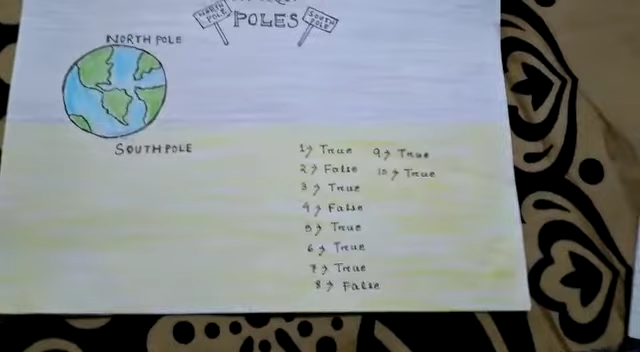 POLES
NORTH POLE
SOUTH POLE
NORTH POLE
SOUTH POLE
1) True
2) False
3) True
4) False
5) True
6) True
7) True
8) False
9) True
10) True